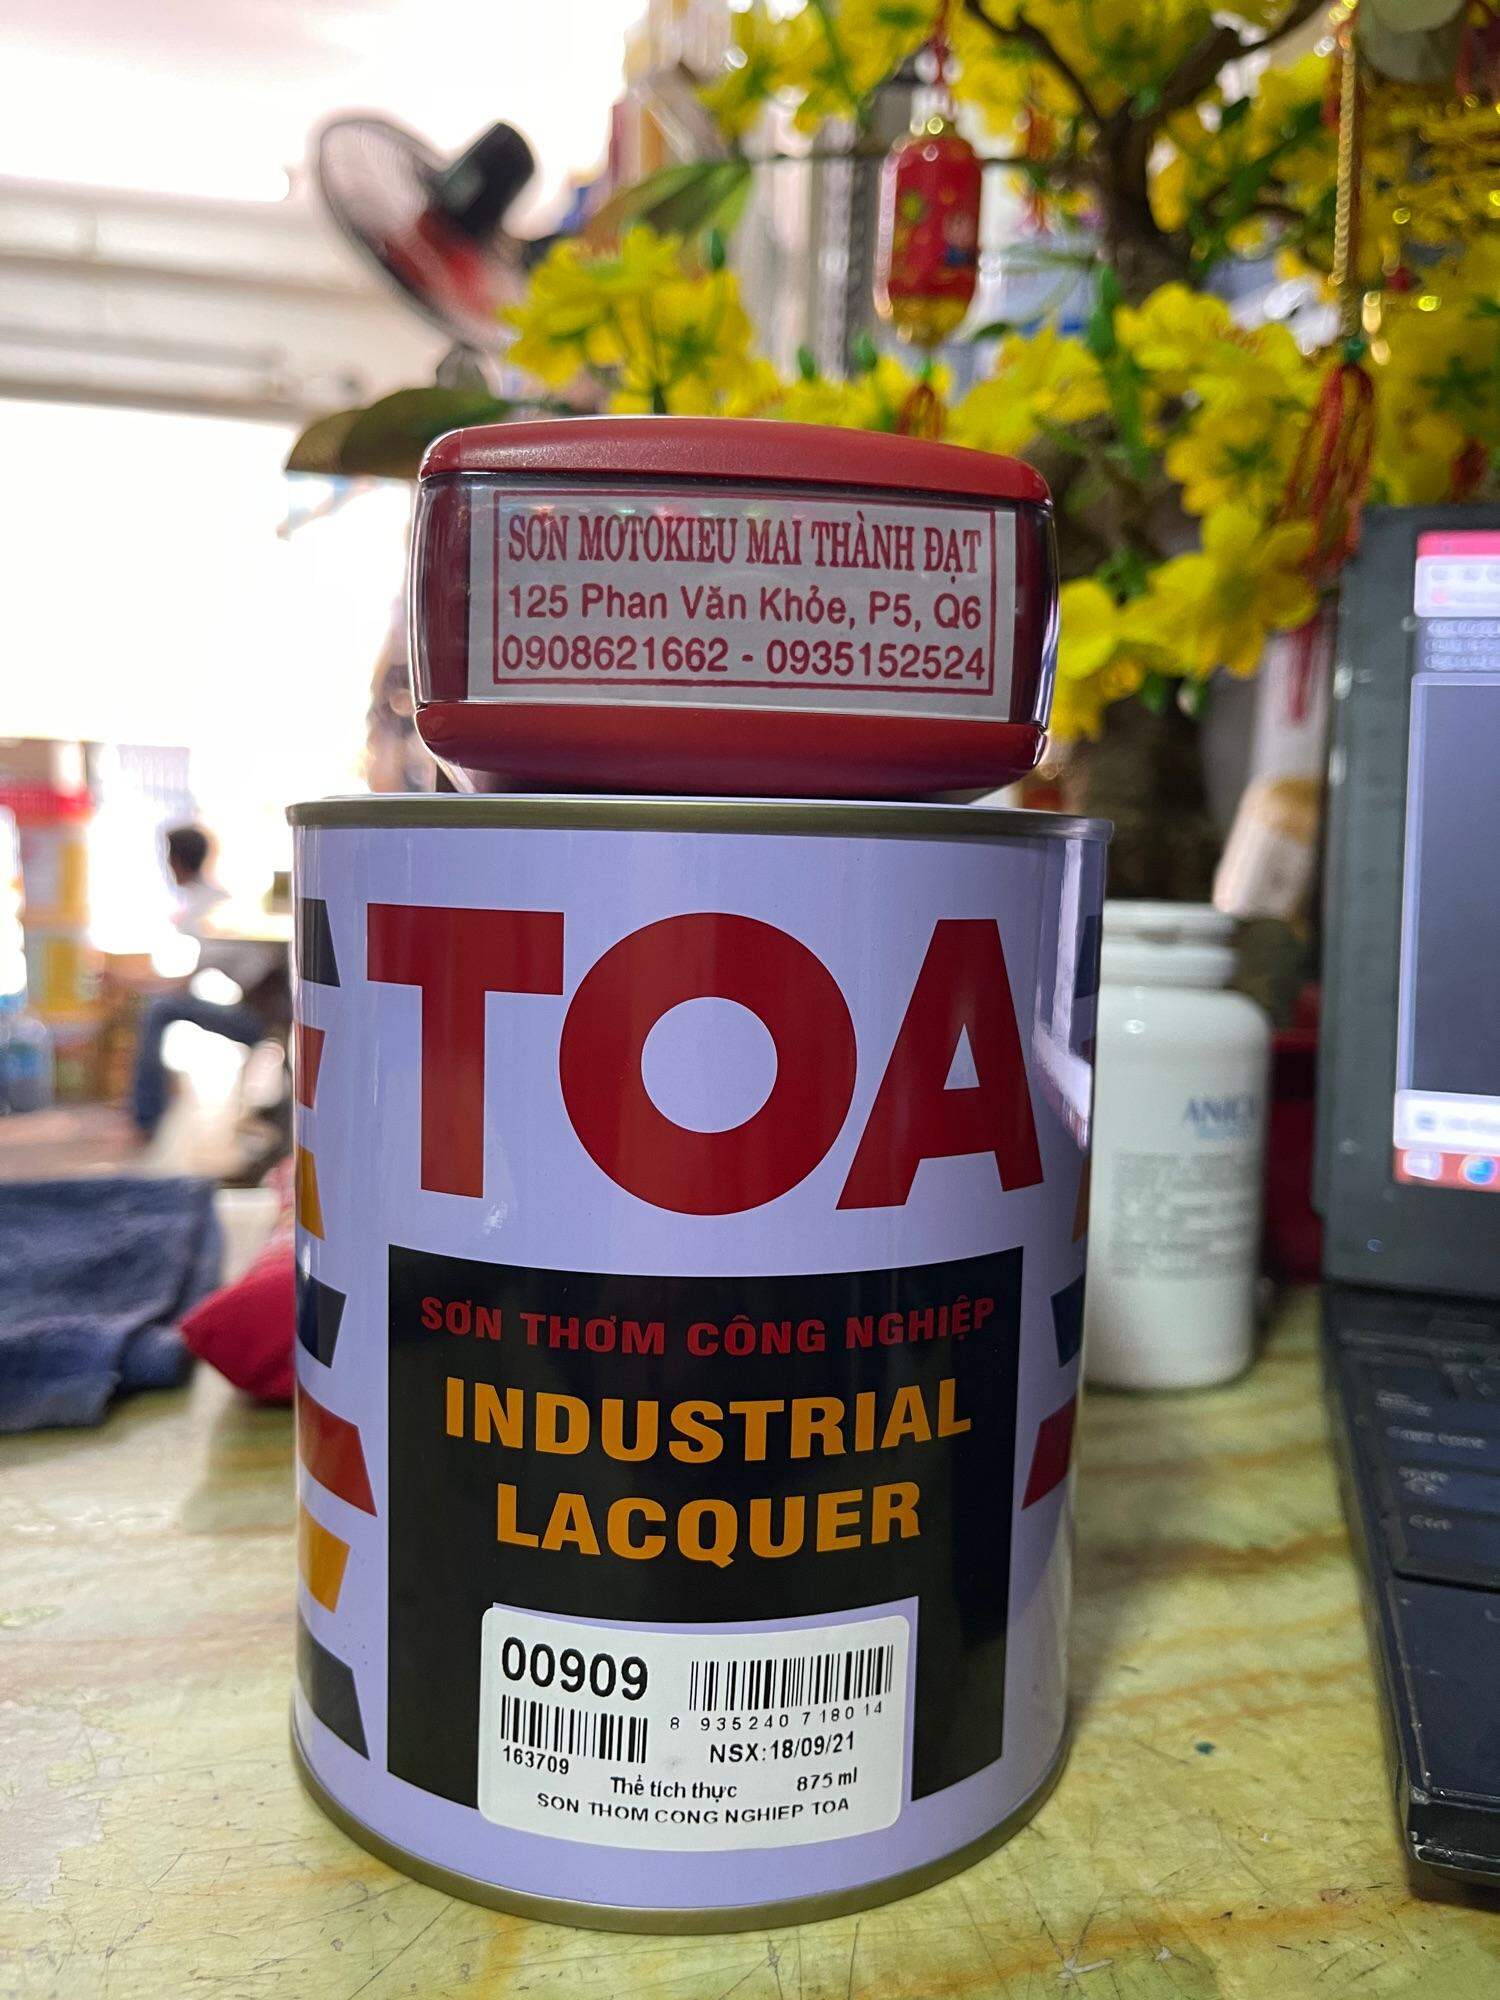 SƠN MOTOKIEU MAI THÀNH ĐẠT
125 Phan Văn Khỏe, P5, Q6
0908621662 - 0935152524
TOA
SƠN THƠM CÔNG NGHIỆP
INDUSTRIAL
LACQUER
00909
8 935240 718014
163709
NSX:18/09/21
Thể tích thực 875 ml
SON THOM CONG NGHIEP TOA